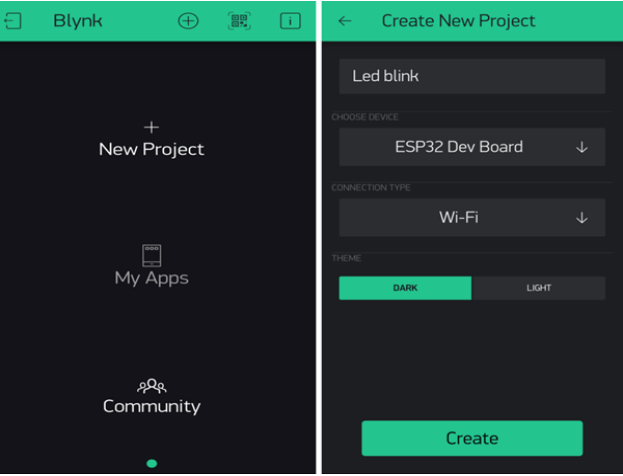 Blynk
New Project
My Apps
Community
Create New Project
Led blink
CHOOSE DEVICE
ESP32 Dev Board
CONNECTION TYPE
Wi-Fi
THEME
DARK
LIGHT
Create